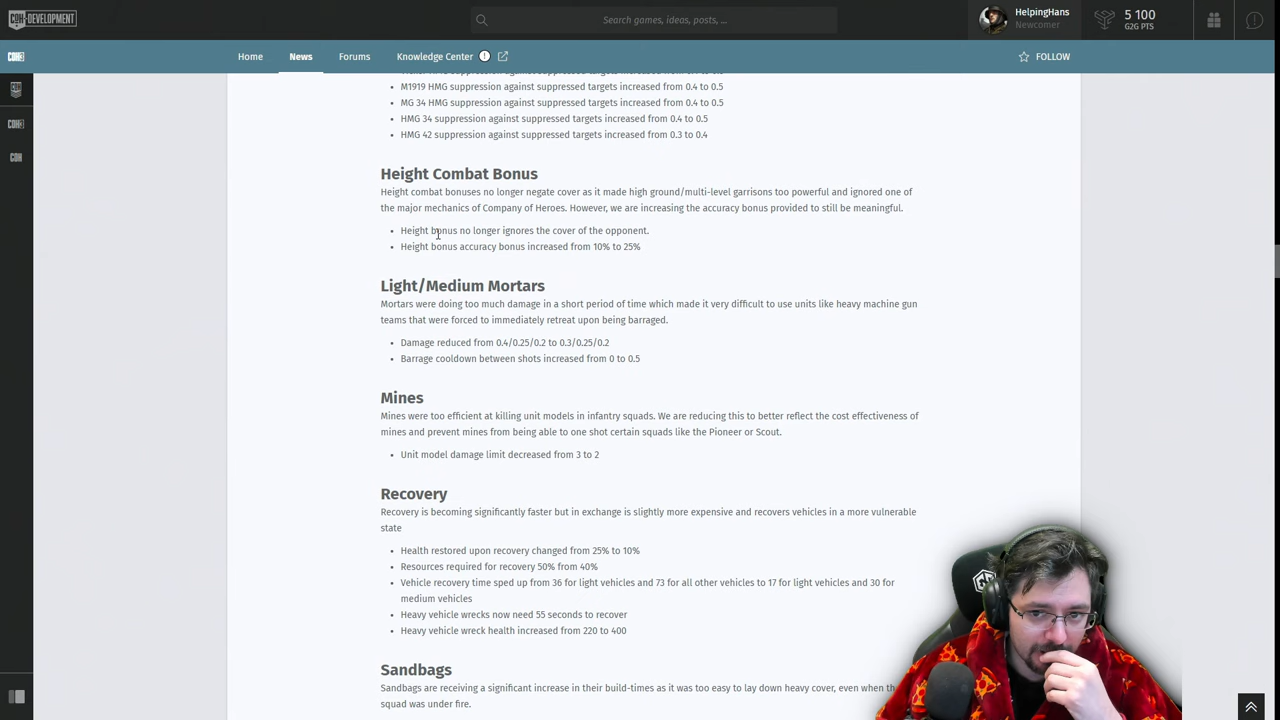 COH-DEVELOPMENT
Search games, ideas, posts, ...
HelpingHans
Newcomer
5 100
G2G PTS
COH3
Home
News
Forums
Knowledge Center
FOLLOW
M1919 HMG suppression against suppressed targets increased from 0.4 to 0.5
MG 34 HMG suppression against suppressed targets increased from 0.4 to 0.5
HMG 34 suppression against suppressed targets increased from 0.4 to 0.5
HMG 42 suppression against suppressed targets increased from 0.3 to 0.4
Height Combat Bonus
Height combat bonuses no longer negate cover as it made high ground/multi-level garrisons too powerful and ignored one of
the major mechanics of Company of Heroes. However, we are increasing the accuracy bonus provided to still be meaningful.
Height bonus no longer ignores the cover of the opponent.
Height bonus accuracy bonus increased from 10% to 25%
Light/Medium Mortars
Mortars were doing too much damage in a short period of time which made it very difficult to use units like heavy machine gun
teams that were forced to immediately retreat upon being barraged.
Damage reduced from 0.4/0.25/0.2 to 0.3/0.25/0.2
Barrage cooldown between shots increased from 0 to 0.5
Mines
Mines were too efficient at killing unit models in infantry squads. We are reducing this to better reflect the cost effectiveness of
mines and prevent mines from being able to one shot certain squads like the Pioneer or Scout.
Unit model damage limit decreased from 3 to 2
Recovery
Recovery is becoming significantly faster but in exchange is slightly more expensive and recovers vehicles in a more vulnerable
state
Health restored upon recovery changed from 25% to 10%
Resources required for recovery 50% from 40%
Vehicle recovery time sped up from 36 for light vehicles and 73 for all other vehicles to 17 for light vehicles and 30 for
medium vehicles
Heavy vehicle wrecks now need 55 seconds to recover
Heavy vehicle wreck health increased from 220 to 400
Sandbags
Sandbags are receiving a significant increase in their build-times as it was too easy to lay down heavy cover, even when
squad was under fire.